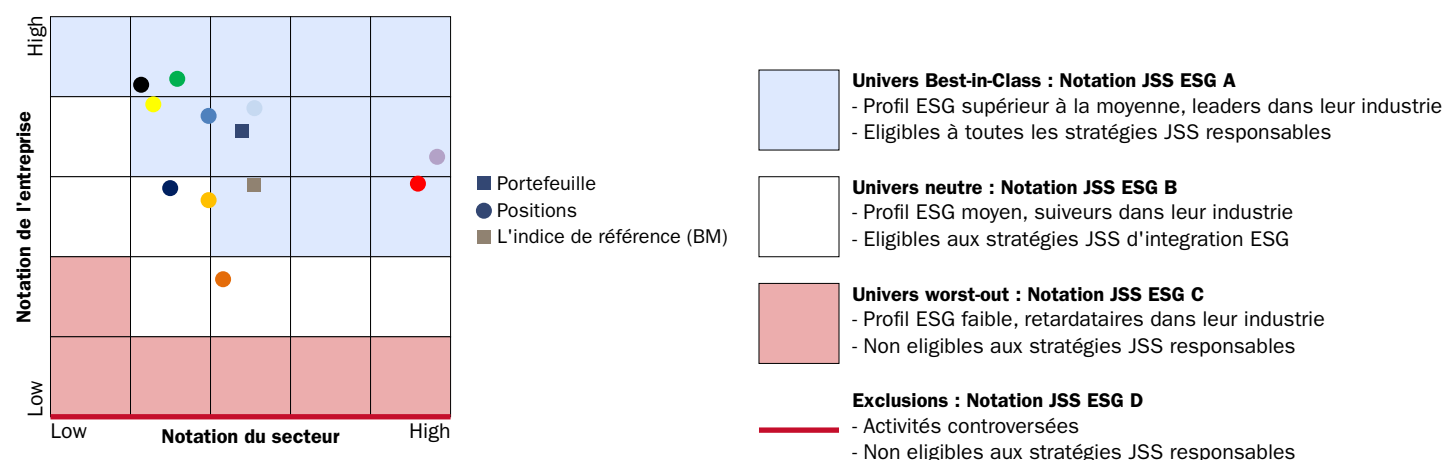 High
Notation de l'entreprise
Low
Low
Notation du secteur
High
Portefeuille
Positions
L'indice de référence (BM)
Univers Best-in-Class : Notation JSS ESG A
- Profil ESG supérieur à la moyenne, leaders dans leur industrie
- Eligibles à toutes les stratégies JSS responsables
Univers neutre : Notation JSS ESG B
- Profil ESG moyen, suiveurs dans leur industrie
- Eligibles aux stratégies JSS d'integration ESG
Univers worst-out : Notation JSS ESG C
- Profil ESG faible, retardataires dans leur industrie
- Non eligibles aux stratégies JSS responsables
Exclusions : Notation JSS ESG D
- Activités controversées
- Non eligibles aux stratégies JSS responsables